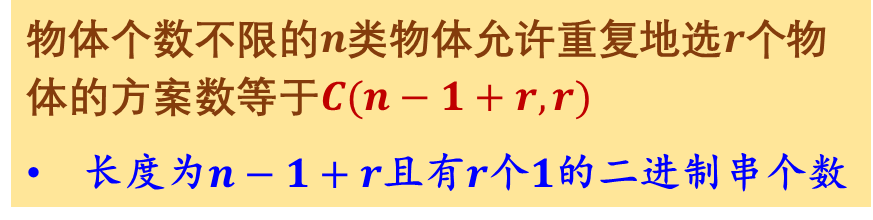 物体个数不限的n类物体允许重复地选r个物
体的方案数等于C(n − 1 + r, r)
• 长度为n − 1 + r且有r个1的二进制串个数